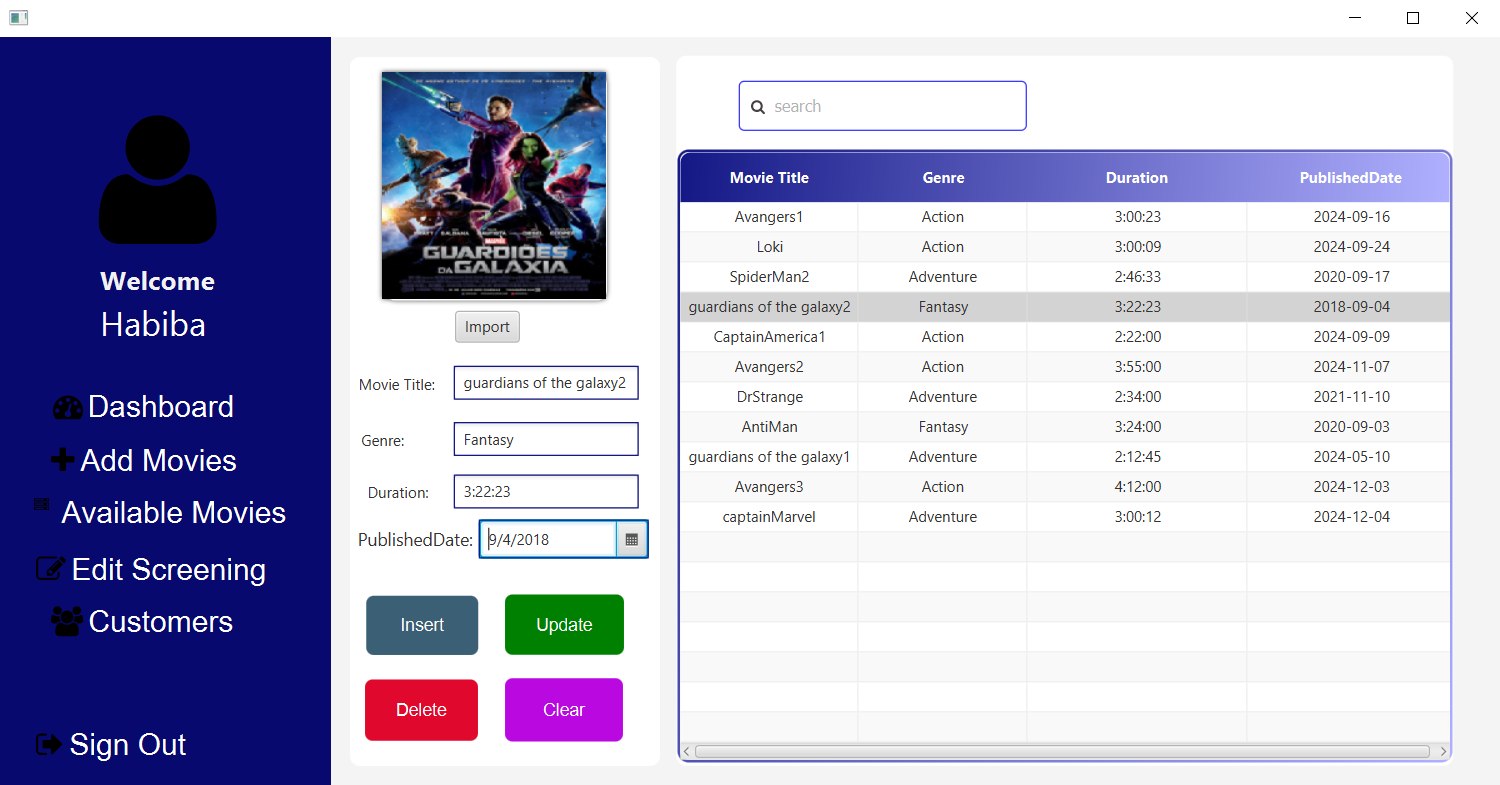 Welcome
Habiba
Dashboard
Add Movies
Available Movies
Edit Screening
Customers
Sign Out
GUARDIÕES
DA GALAXIA
Import
Movie Title: guardians of the galaxy2
Genre: Fantasy
Duration: 3:22:23
PublishedDate: 9/4/2018
Insert Update
Delete Clear
search
Movie Title Genre Duration PublishedDate
Avangers1 Action 3:00:23 2024-09-16
Loki Action 3:00:09 2024-09-24
SpiderMan2 Adventure 2:46:33 2020-09-17
guardians of the galaxy2 Fantasy 3:22:23 2018-09-04
CaptainAmerica1 Action 2:22:00 2024-09-09
Avangers2 Action 3:55:00 2024-11-07
DrStrange Adventure 2:34:00 2021-11-10
AntiMan Fantasy 3:24:00 2020-09-03
guardians of the galaxy1 Adventure 2:12:45 2024-05-10
Avangers3 Action 4:12:00 2024-12-03
captainMarvel Adventure 3:00:12 2024-12-04